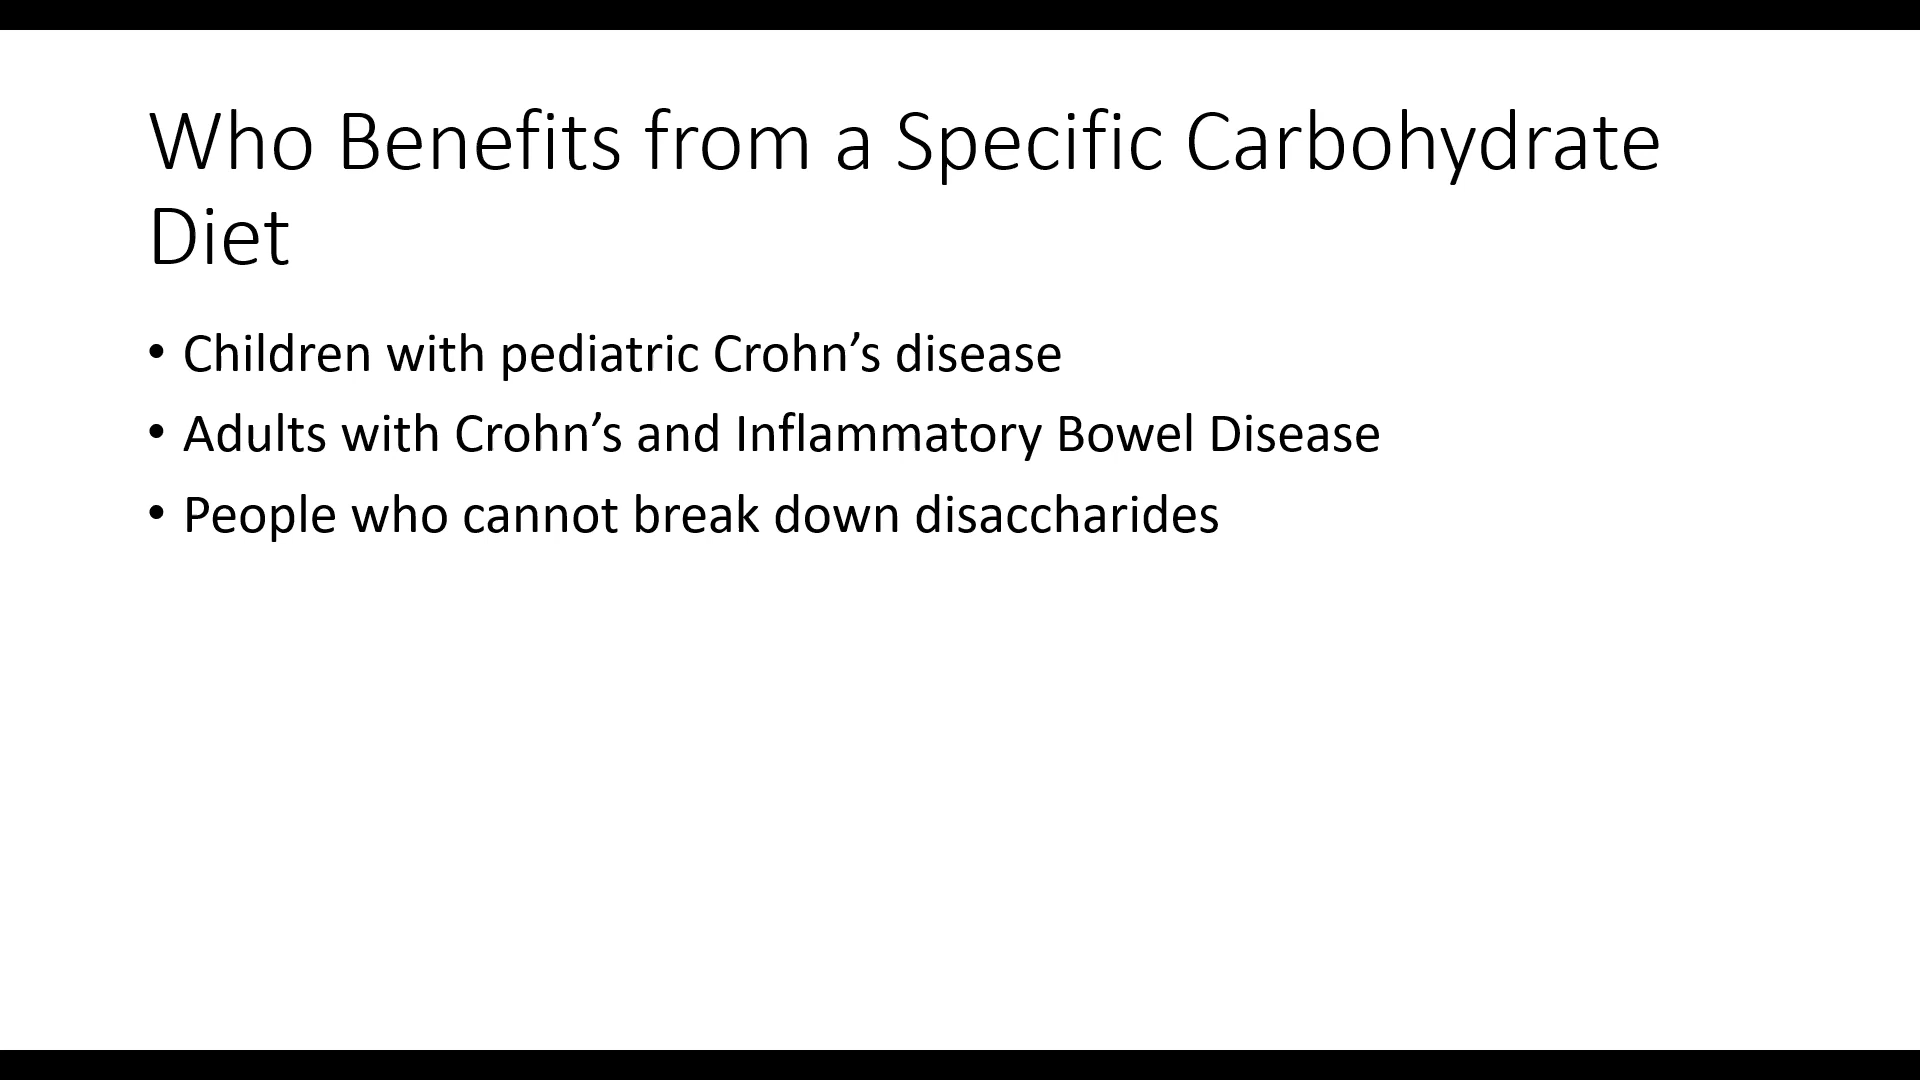 Who Benefits from a Specific Carbohydrate
Diet
• Children with pediatric Crohn’s disease
• Adults with Crohn’s and Inflammatory Bowel Disease
• People who cannot break down disaccharides